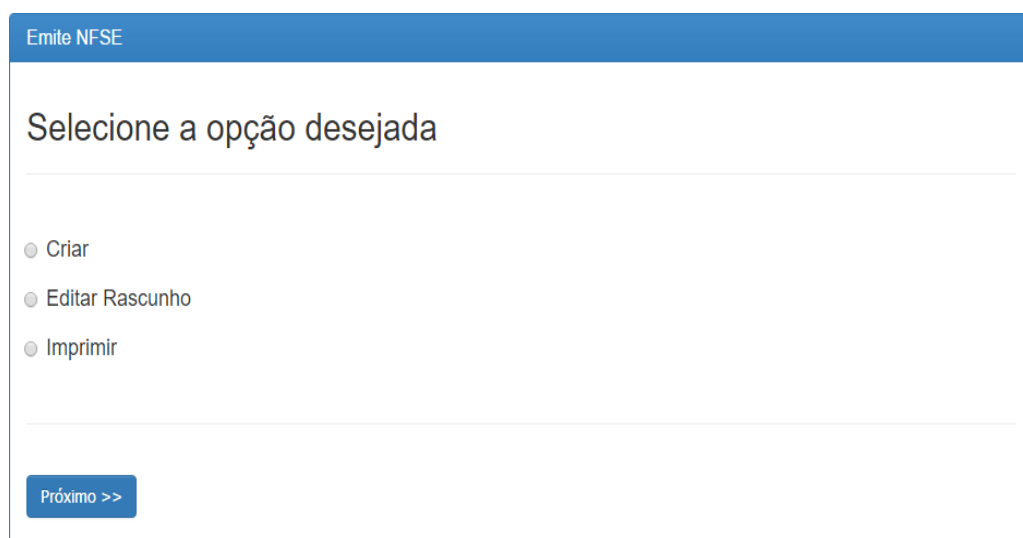 Emite NFSE
Selecione a opção desejada
Criar
Editar Rascunho
Imprimir
Próximo >>